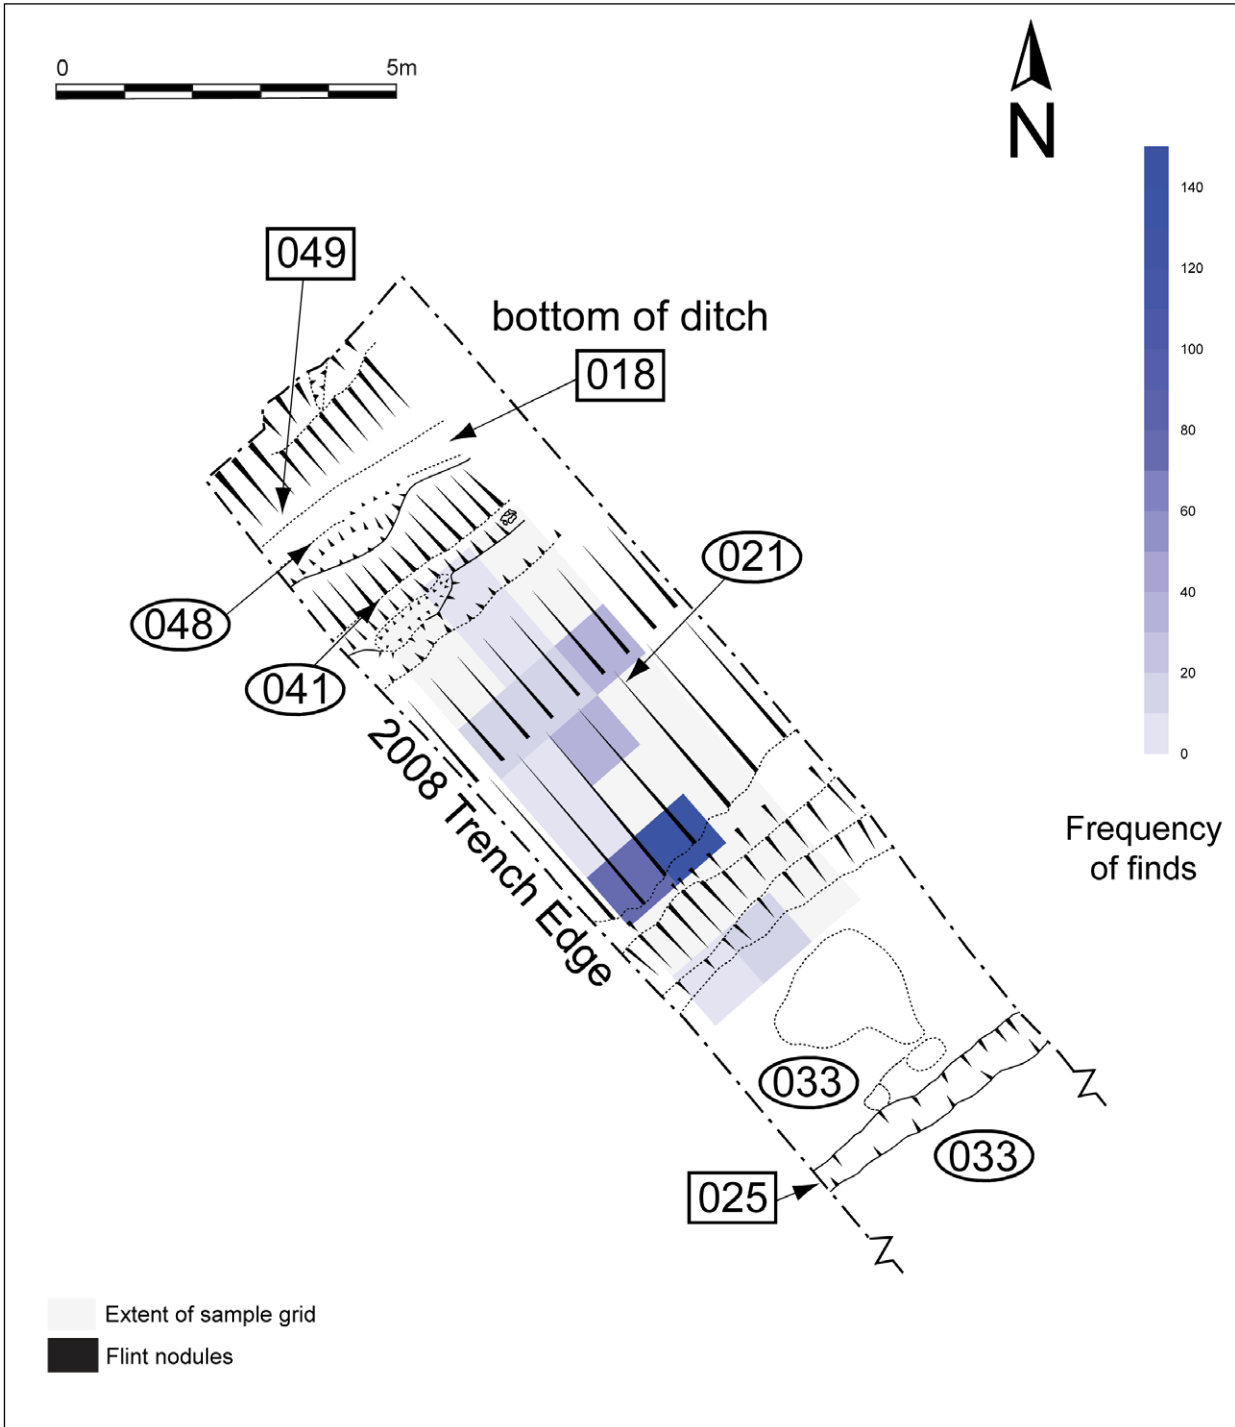 0 5m
N
140
120
100
80
60
40
20
0
Frequency
of finds
049
bottom of ditch
018
021
048
041
2008 Trench Edge
033
033
025
Extent of sample grid
Flint nodules